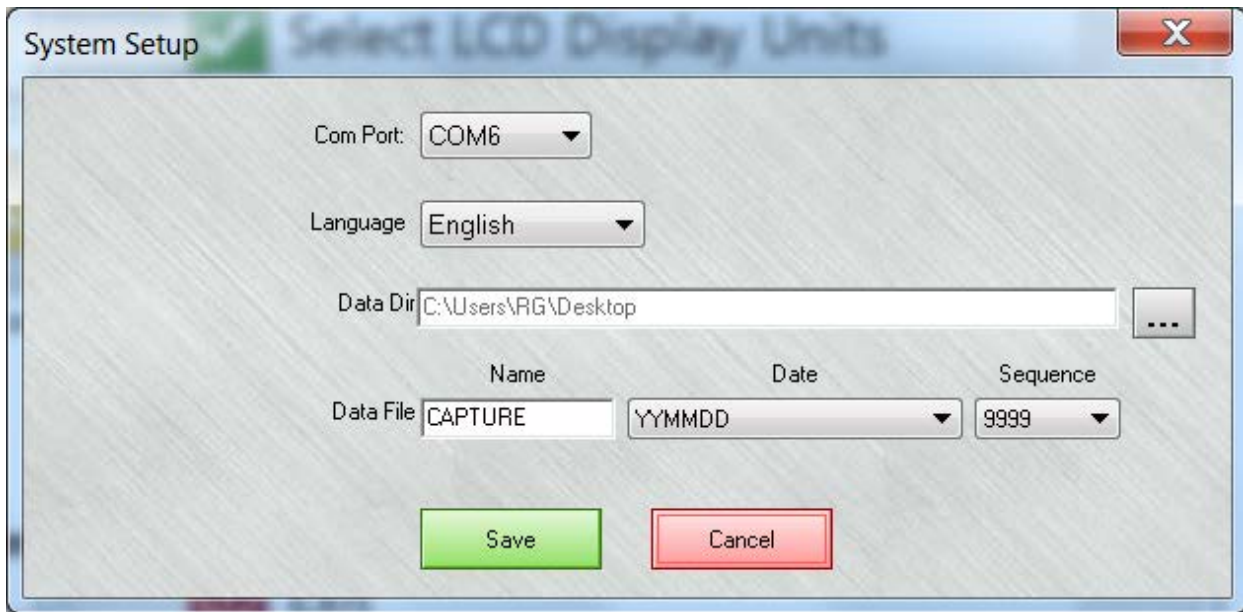 System Setup
Select LCD Display Units
X
Com Port: COM6
Language English
Data Dir C:\Users\RG\Desktop ...
Name Date Sequence
Data File CAPTURE YYMMDD 9999
Save Cancel